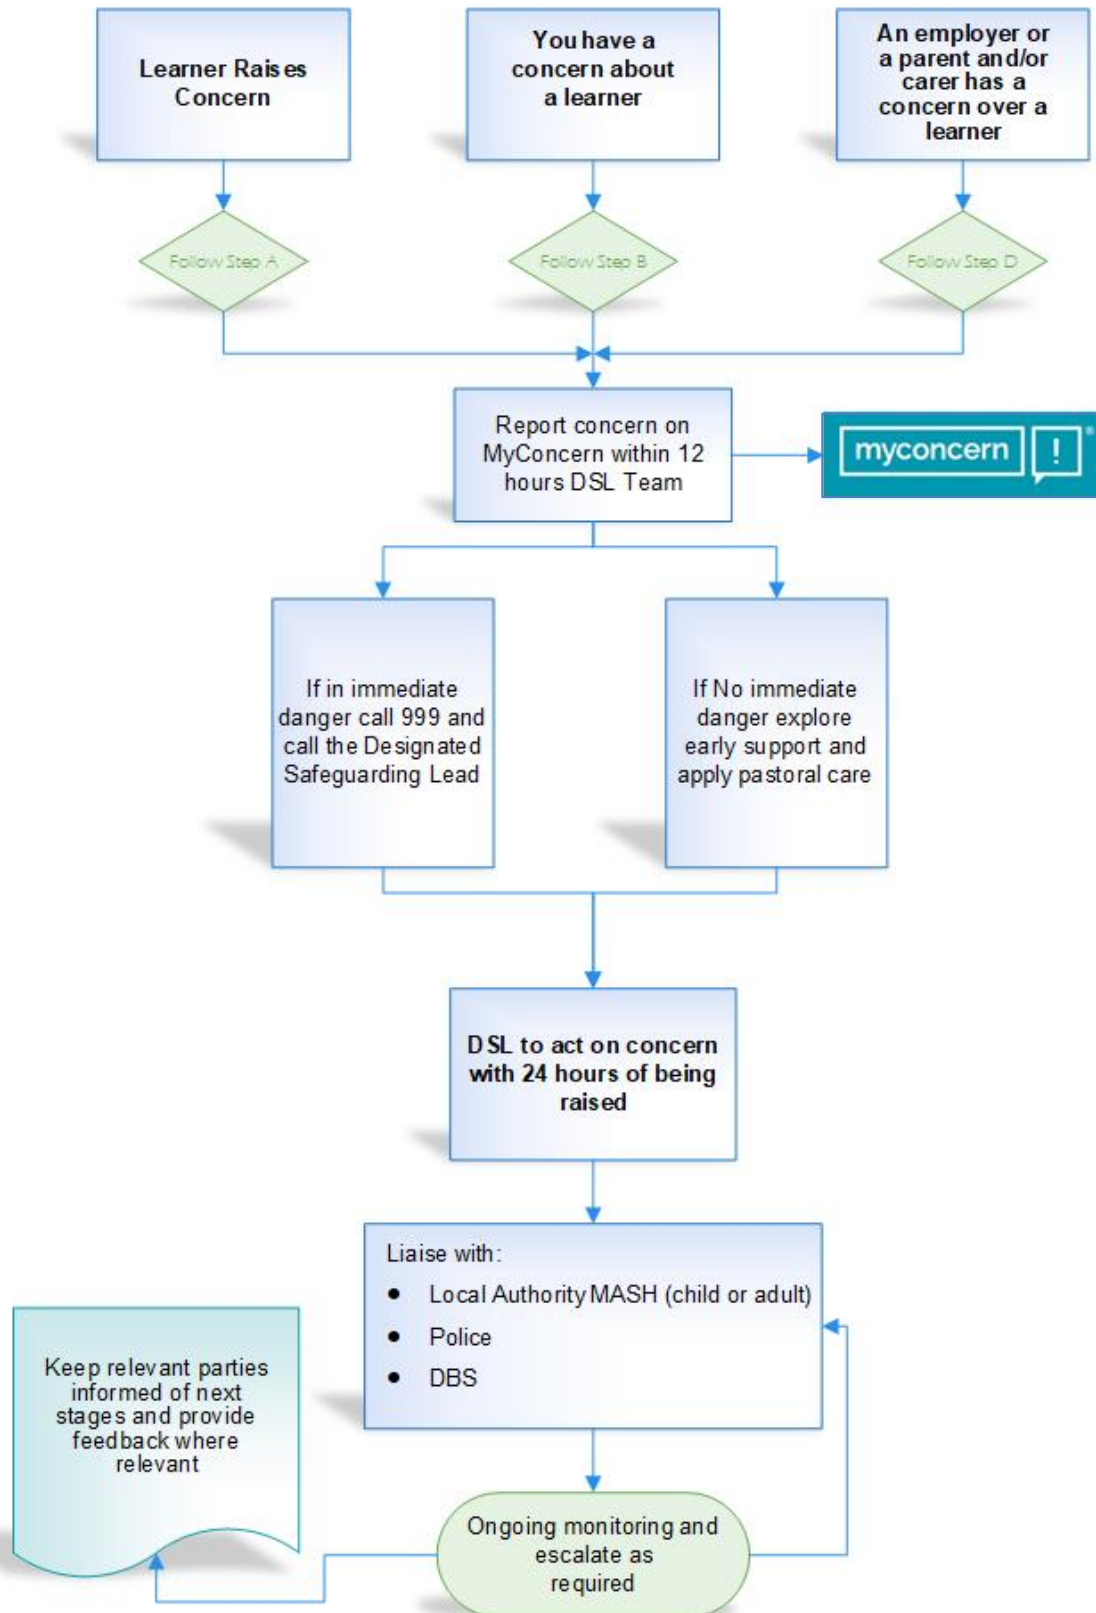 Learner Raises
Concern
You have a
concern about
a learner
An employer or
a parent and/or
carer has a
concern over a
learner
Follow Step A
Follow Step B
Follow Step D
Report concern on
MyConcern within 12
hours DSL Team
myconcern ! ®
If in immediate
danger call 999 and
call the Designated
Safeguarding Lead
If No immediate
danger explore
early support and
apply pastoral care
DSL to act on concern
with 24 hours of being
raised
Liaise with:
● Local Authority MASH (child or adult)
● Police
● DBS
Keep relevant parties
informed of next
stages and provide
feedback where
relevant
Ongoing monitoring and
escalate as
required